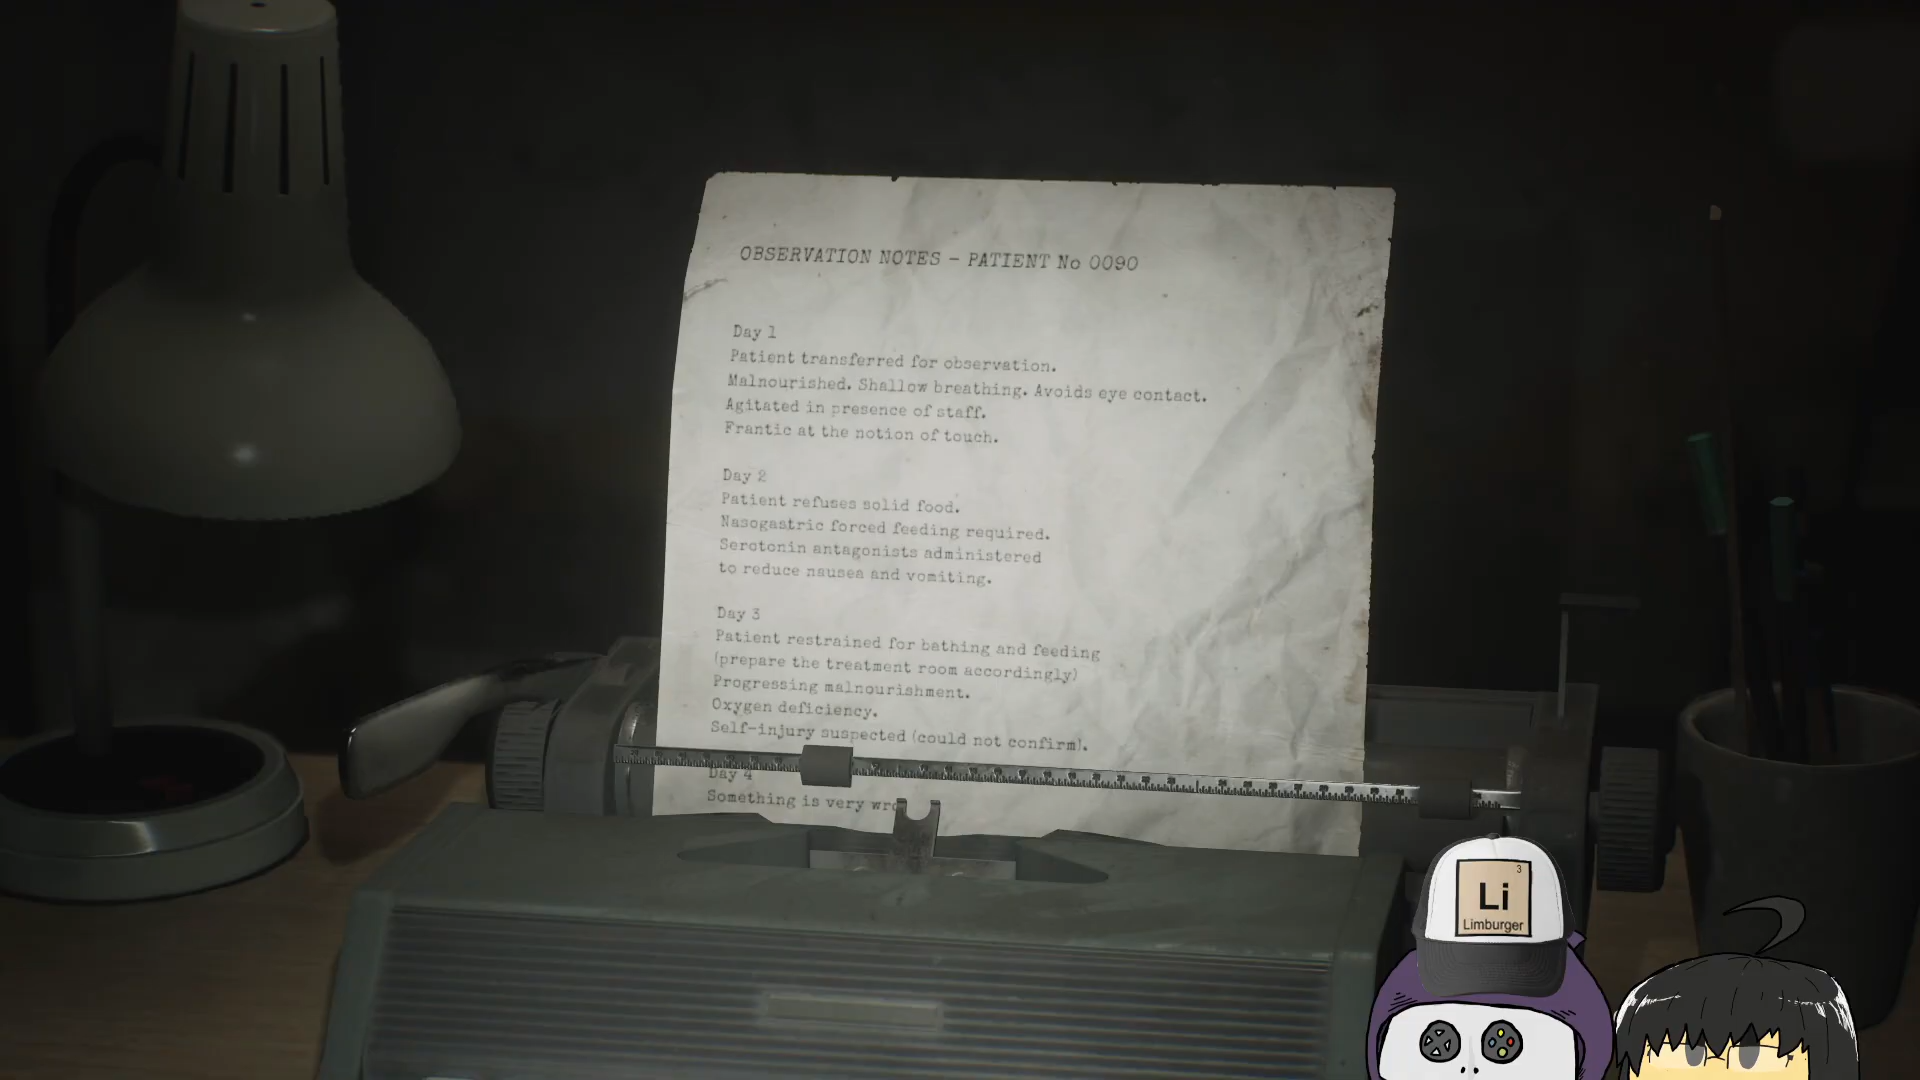 OBSERVATION NOTES - PATIENT No 0090
Day 1
Patient transferred for observation.
Malnourished. Shallow breathing. Avoids eye contact.
Agitated in presence of staff.
Frantic at the notion of touch.
Day 2
Patient refuses solid food.
Nasogastric forced feeding required.
Serotonin antagonists administered
to reduce nausea and vomiting.
Day 3
Patient restrained for bathing and feeding
(prepare the treatment room accordingly)
Progressing malnourishment.
Oxygen deficiency.
Self-injury suspected (could not confirm).
Day 4
Something is very wro
3
Li
Limburger